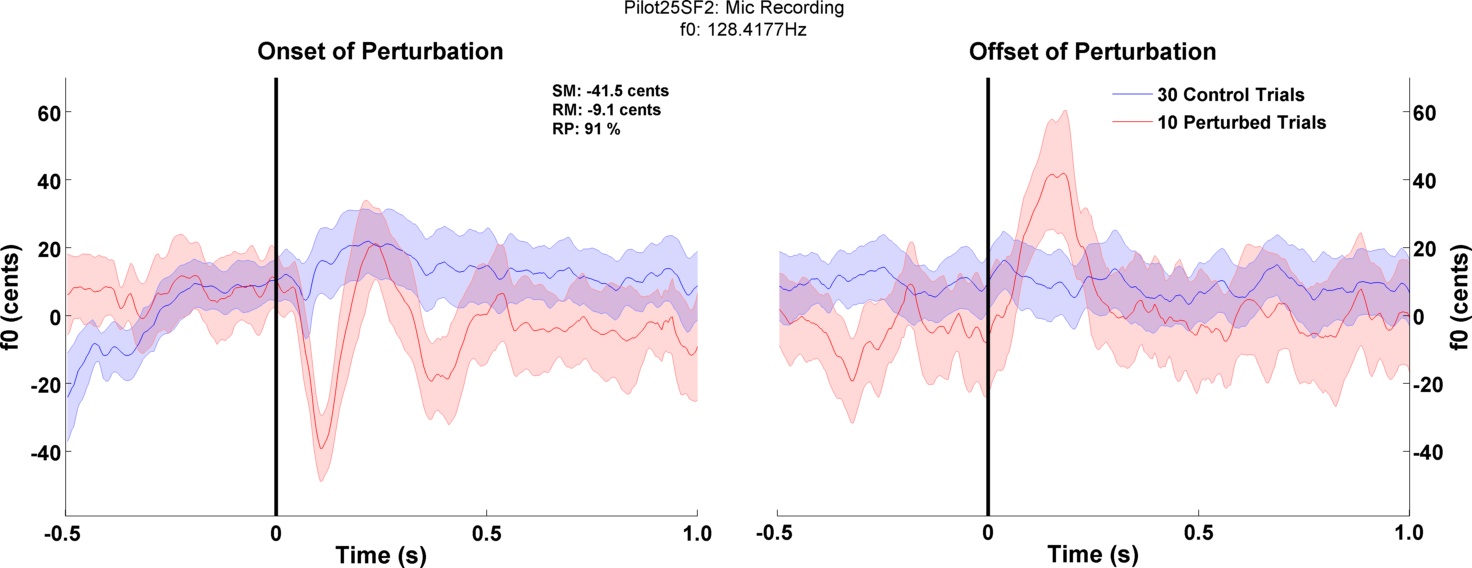 Pilot25SF2: Mic Recording
f0: 128.4177Hz
Onset of Perturbation
Offset of Perturbation
SM: -41.5 cents
RM: -9.1 cents
RP: 91 %
30 Control Trials
10 Perturbed Trials
f0 (cents)
60
40
20
0
-20
-40
-0.5
0
0.5
1.0
Time (s)
60
40
20
0
-20
-40
f0 (cents)
-0.5
0
0.5
1.0
Time (s)